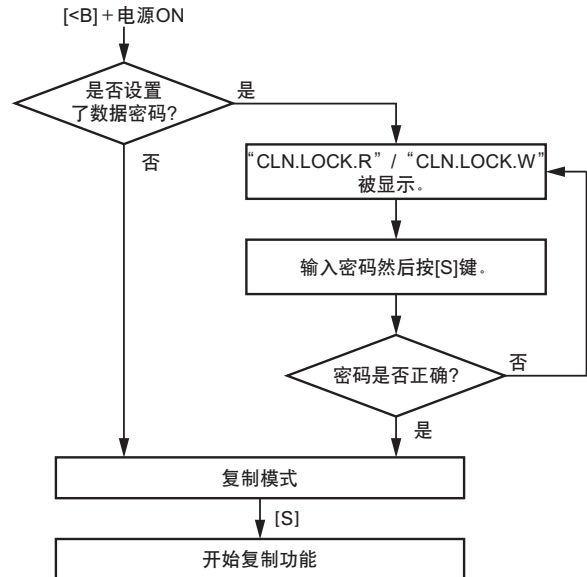 [<B]＋电源ON
是否设置
了数据密码?
是
否
“CLN.LOCK.R” / “CLN.LOCK.W”
被显示。
输入密码然后按[S]键。
密码是否正确?
否
是
复制模式
[S]
开始复制功能